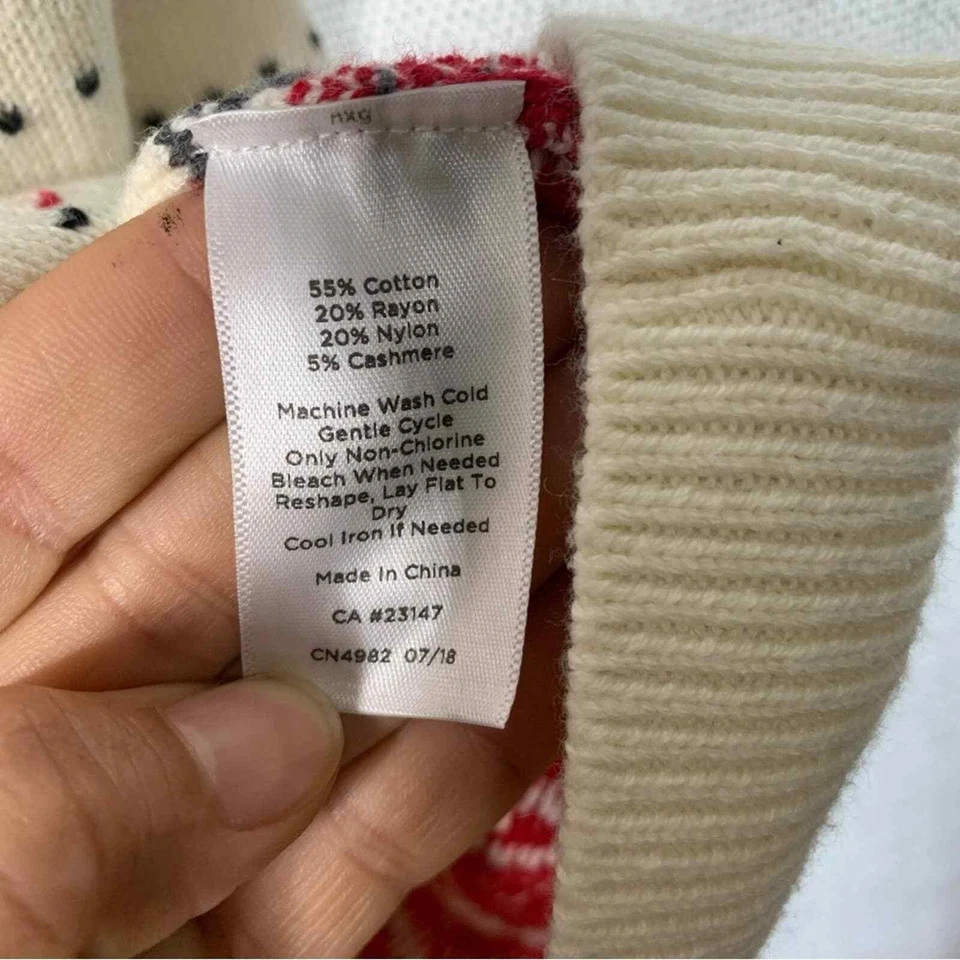 55% Cotton
20% Rayon
20% Nylon
5% Cashmere
Machine Wash Cold
Gentle Cycle
Only Non-Chlorine
Bleach When Needed
Reshape, Lay Flat To
Dry
Cool Iron If Needed
Made In China
CA #23147
CN4982 07/18